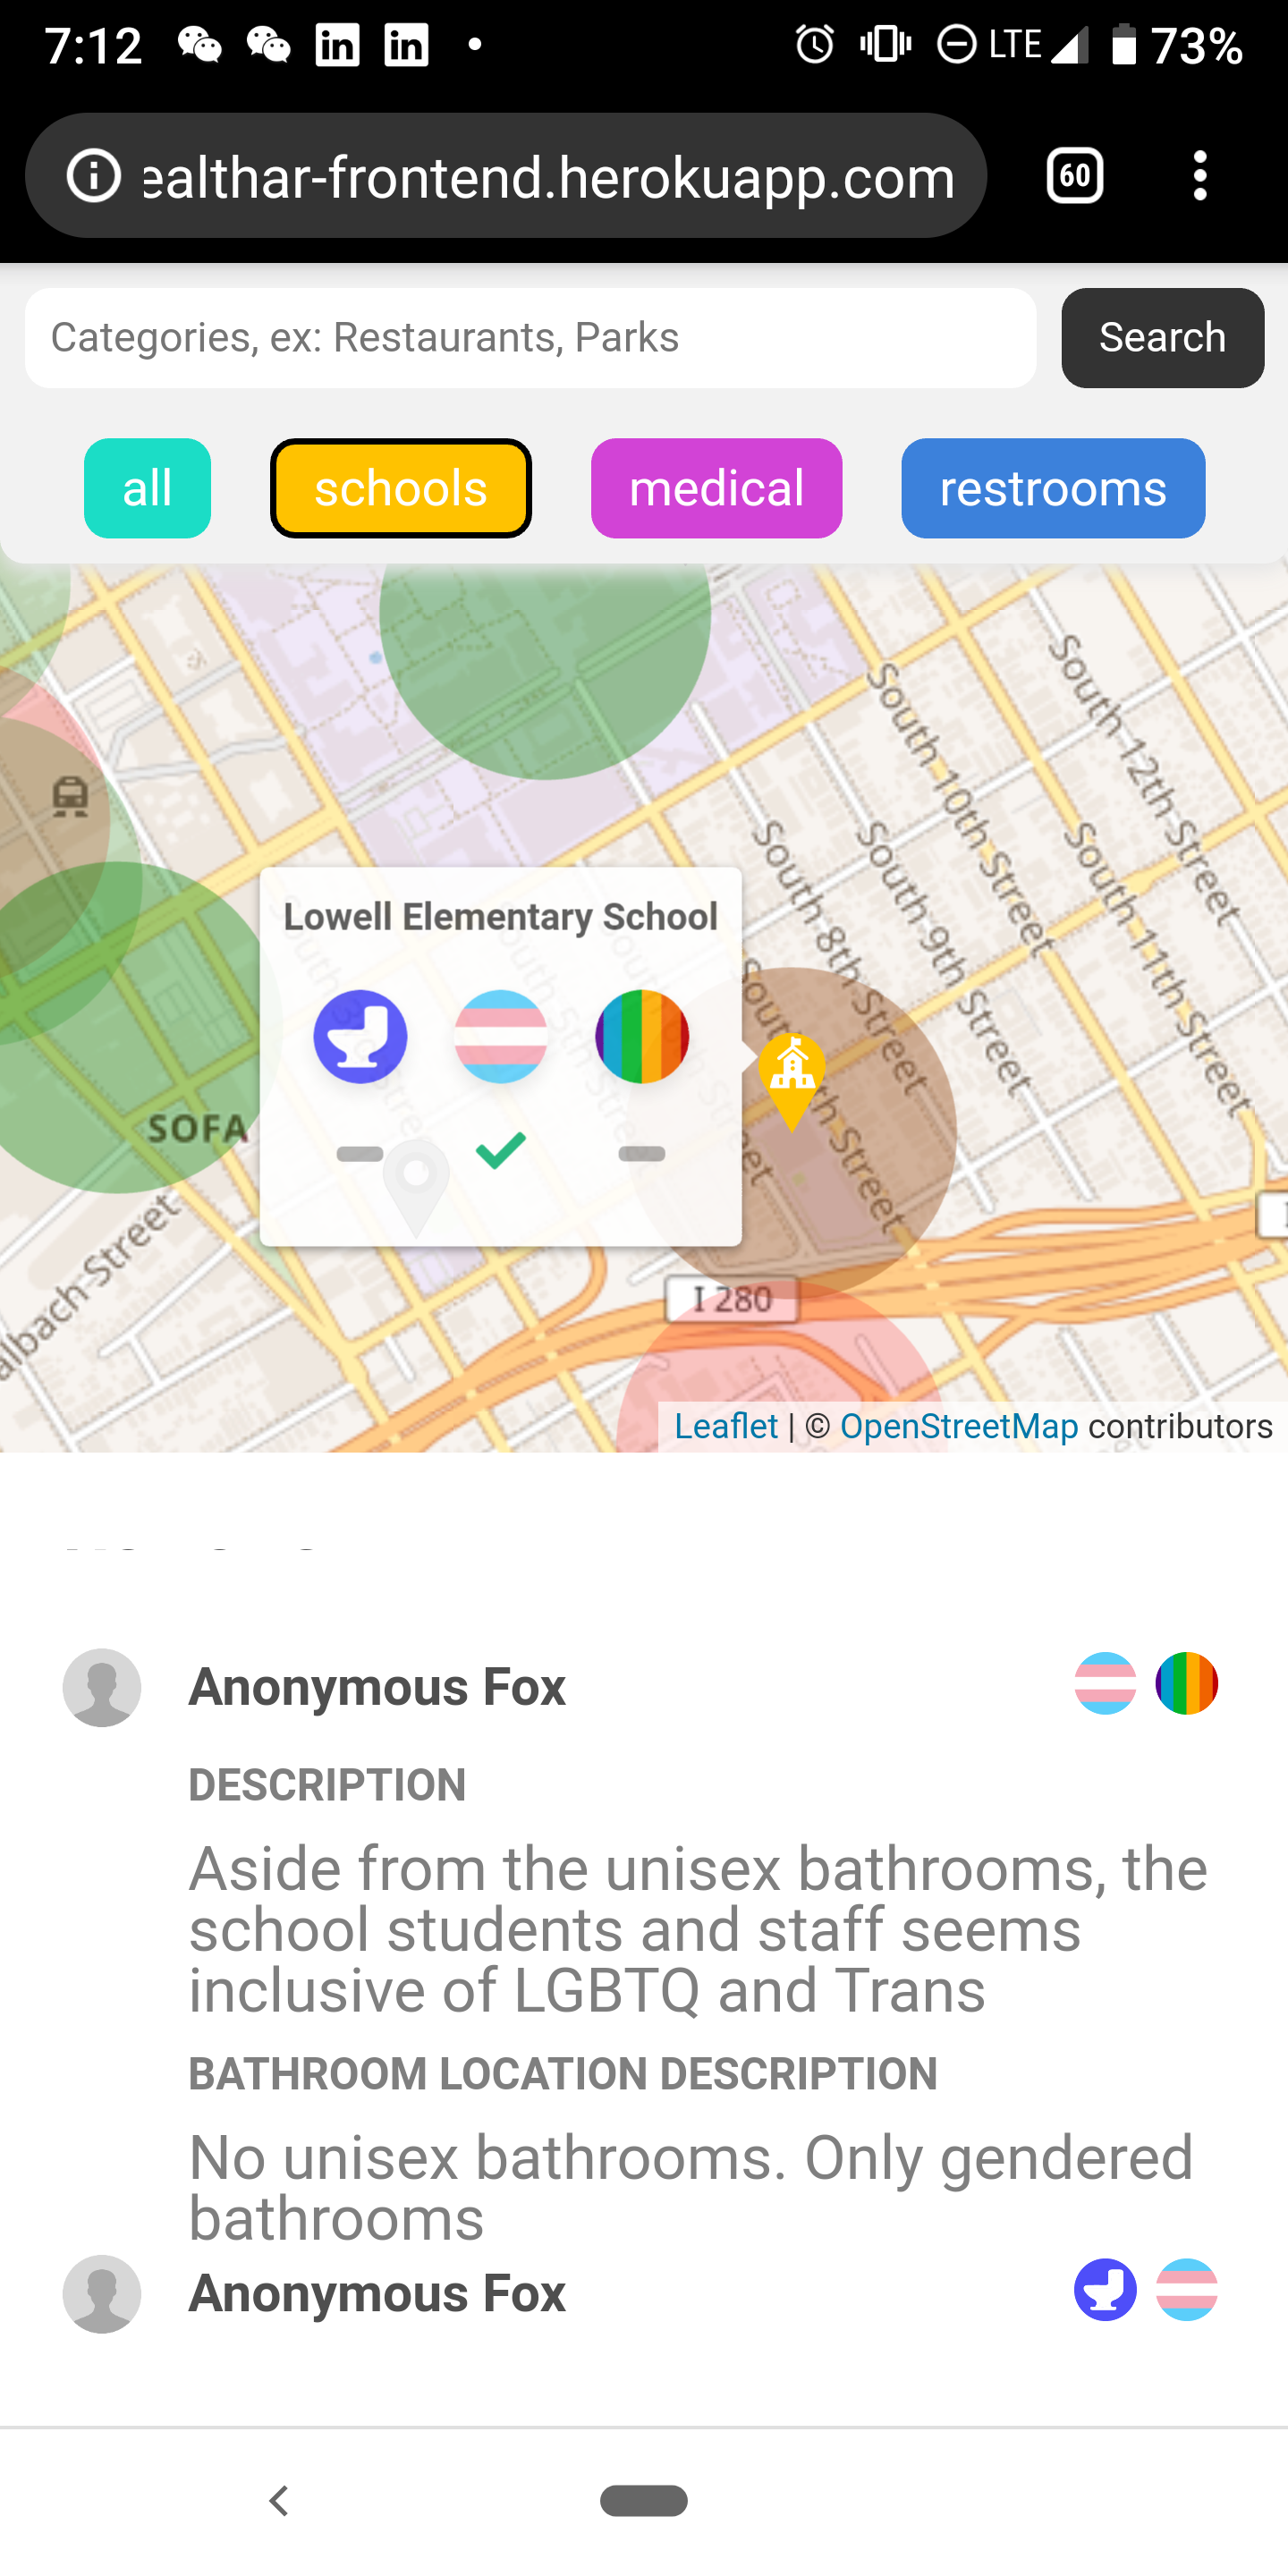 7:12 LTE 73%
ealthar-frontend.herokuapp.com 60
Categories, ex: Restaurants, Parks Search
all schools medical restrooms
South 12th Street
South 10th Street
South 8th Street
South 9th Street
South 11th Street
Lowell Elementary School
SOFA
I 280
Leaflet | © OpenStreetMap contributors
Anonymous Fox
DESCRIPTION
Aside from the unisex bathrooms, the
school students and staff seems
inclusive of LGBTQ and Trans
BATHROOM LOCATION DESCRIPTION
No unisex bathrooms. Only gendered
bathrooms
Anonymous Fox